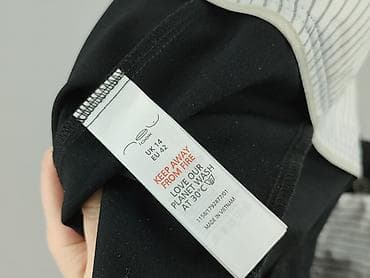 UK 14
EU 42
KEEP AWAY
FROM FIRE
LOVE OUR
PLANET WASH
AT 30°C
MADE IN VIETNAM